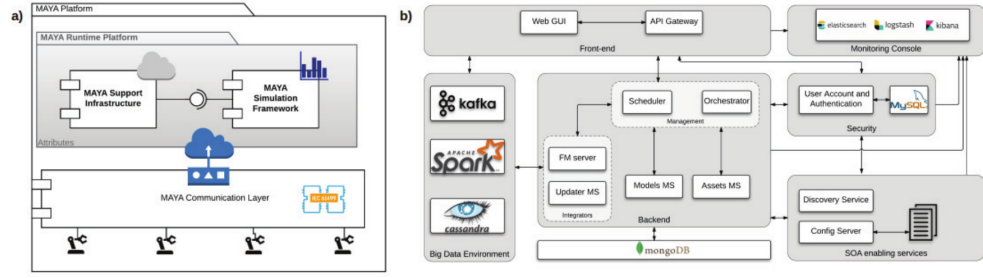 a)
MAYA Platform
MAYA Runtime Platform
MAYA Support
Infrastructure
MAYA
Simulation
Framework
Attributes
MAYA Communication Layer
IEC 61499
b)
Web GUI
API Gateway
Front-end
elasticsearch
logstash
kibana
Monitoring Console
kafka
APACHE
Spark
cassandra
Big Data Environment
Scheduler
Orchestrator
Management
FM server
Updater MS
Integrators
Models MS
Assets MS
Backend
mongoDB
User Account and
Authentication
MySQL
Security
Discovery Service
Config Server
SOA enabling services